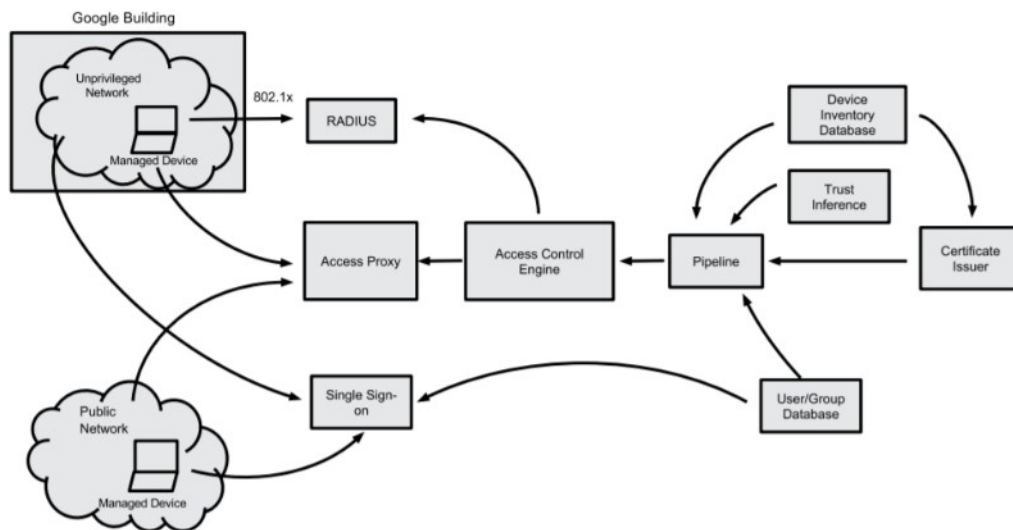 Google Building
Unprivileged
Network
Managed Device
802.1x
RADIUS
Device
Inventory
Database
Trust
Inference
Access Proxy
Access Control
Engine
Pipeline
Certificate
Issuer
Public
Network
Managed Device
Single Sign-
on
User/Group
Database